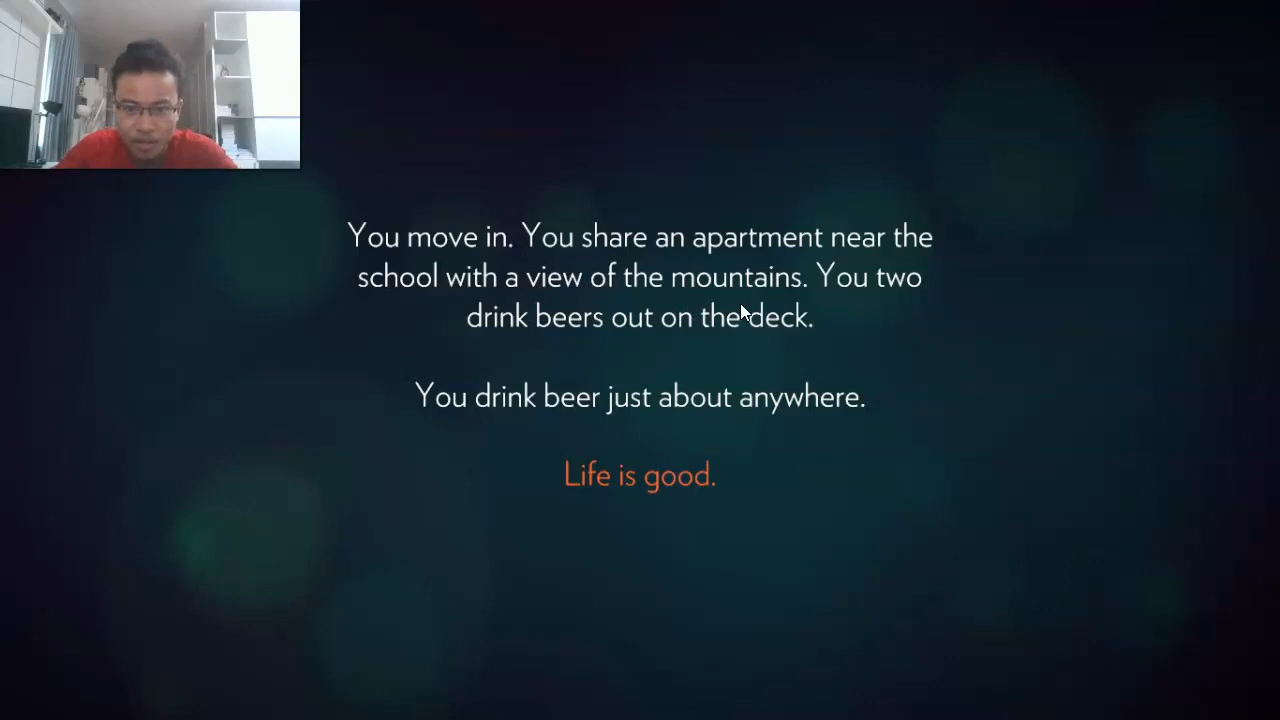 You move in. You share an apartment near the
school with a view of the mountains. You two
drink beers out on the deck.
You drink beer just about anywhere.
Life is good.